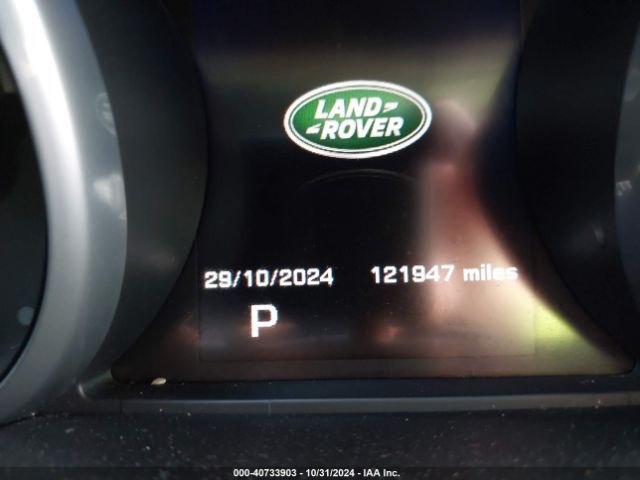 LAND
ROVER
29/10/2024 121947 miles
P
000-40733903 - 10/31/2024 - IAA Inc.